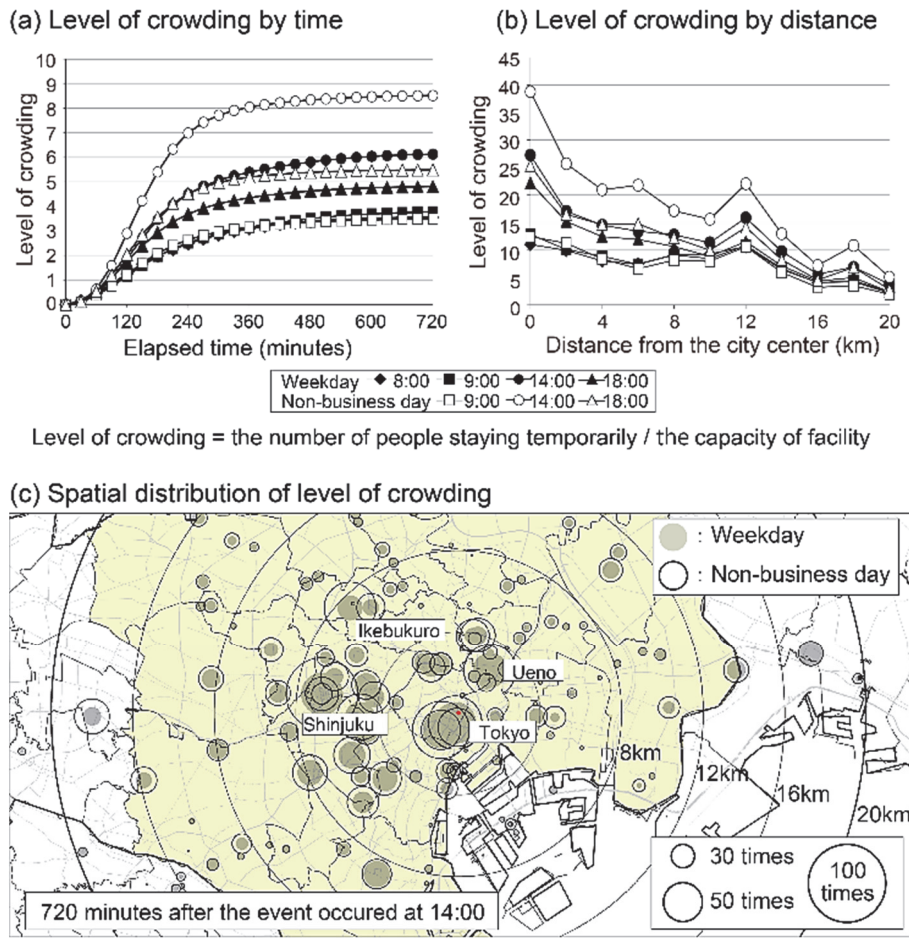 (a) Level of crowding by time
(b) Level of crowding by distance
Level of crowding
10
9
8
7
6
5
4
3
2
1
0
0 120 240 360 480 600 720
Elapsed time (minutes)
Level of crowding
45
40
35
30
25
20
15
10
5
0
0 4 8 12 16 20
Distance from the city center (km)
Weekday 8:00 9:00 14:00 18:00
Non-business day 9:00 14:00 18:00
Level of crowding = the number of people staying temporarily / the capacity of facility
(c) Spatial distribution of level of crowding
: Weekday
: Non-business day
Ikebukuro
Ueno
Shinjuku
Tokyo
8km
12km
16km
20km
30 times
50 times
100 times
720 minutes after the event occured at 14:00